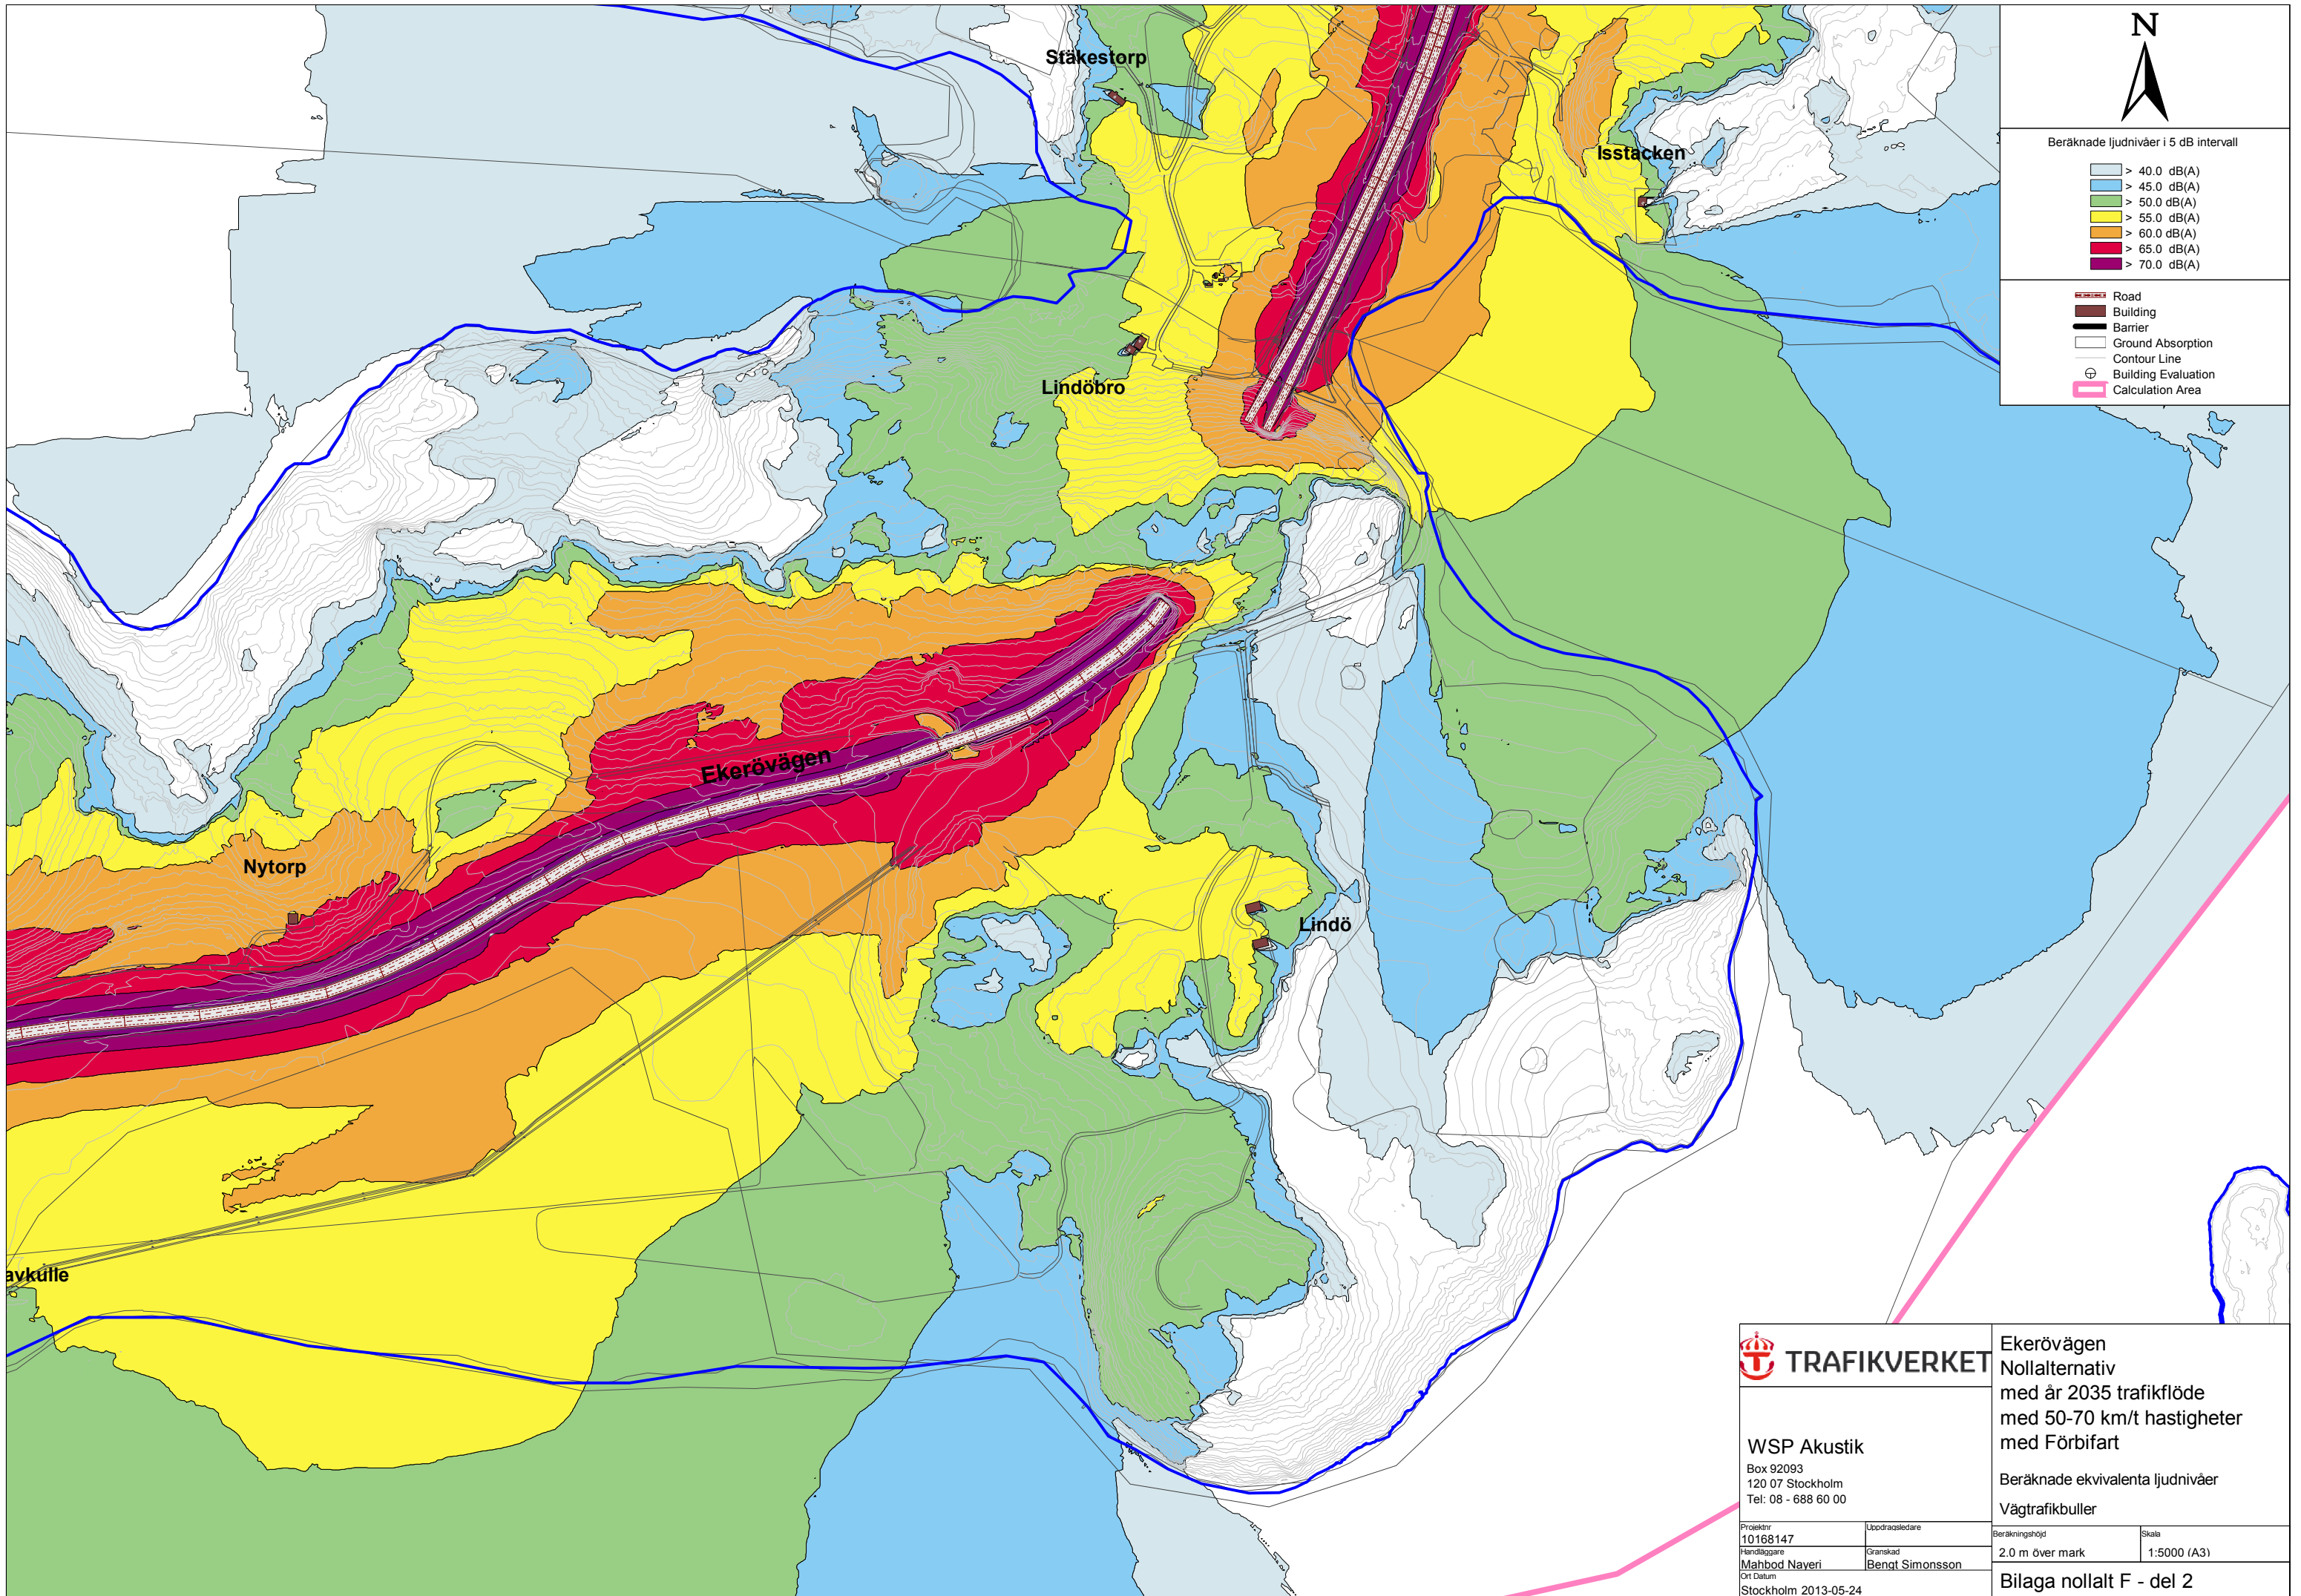 Stäkestorp
Isstacken
Lindöbro
Ekerövägen
Nytorp
Lindö
avkulle
N
Beräknade ljudnivåer i 5 dB intervall
> 40.0 dB(A)
> 45.0 dB(A)
> 50.0 dB(A)
> 55.0 dB(A)
> 60.0 dB(A)
> 65.0 dB(A)
> 70.0 dB(A)
Road
Building
Barrier
Ground Absorption
Contour Line
Building Evaluation
Calculation Area
TRAFIKVERKET
WSP Akustik
Box 92093
120 07 Stockholm
Tel: 08 - 688 60 00
Projektnr
10168147
Uppdragsledare
Handläggare
Mahbod Nayeri
Granskad
Bengt Simonsson
Ort Datum
Stockholm 2013-05-24
Ekerövägen
Nollalternativ
med år 2035 trafikflöde
med 50-70 km/t hastigheter
med Förbifart
Beräknade ekvivalenta ljudnivåer
Vägtrafikbuller
Beräkningshöjd
2.0 m över mark
Skala
1:5000 (A3)
Bilaga nollalt F - del 2